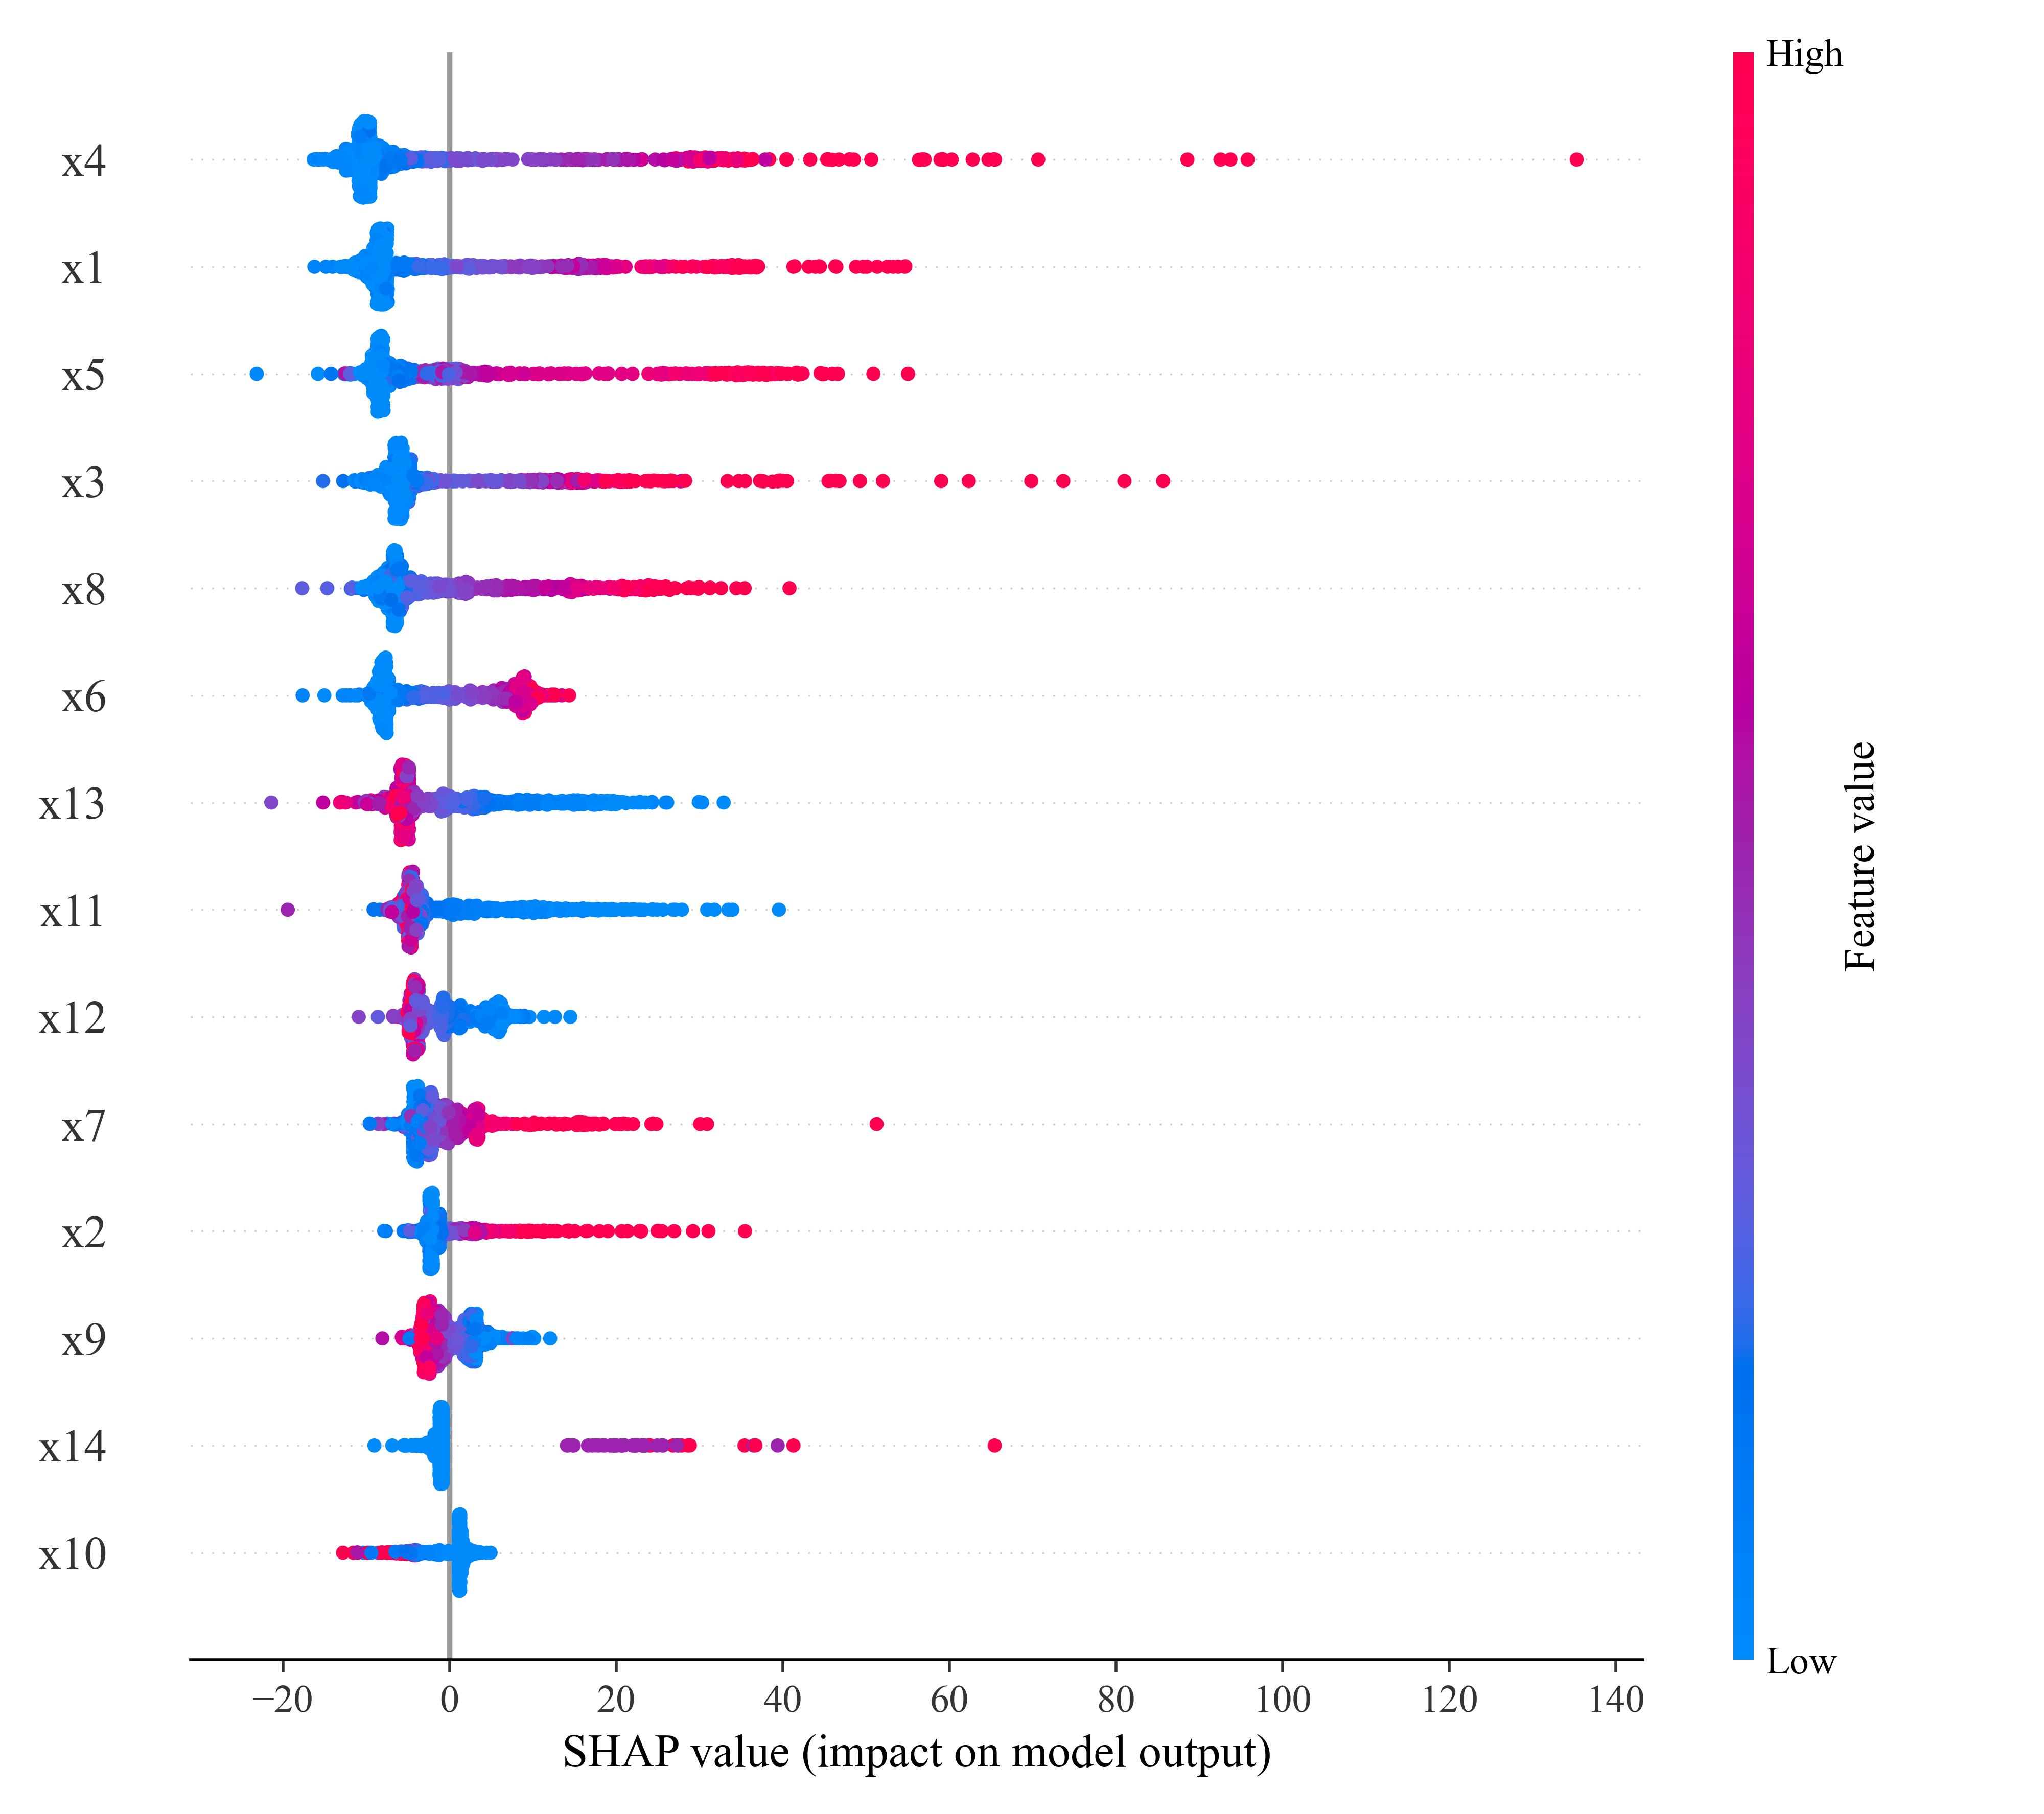 High
x4
x1
x5
x3
x8
x6
x13
x11
x12
x7
x2
x9
x14
x10
Feature value
Low
−20 0 20 40 60 80 100 120 140
SHAP value (impact on model output)